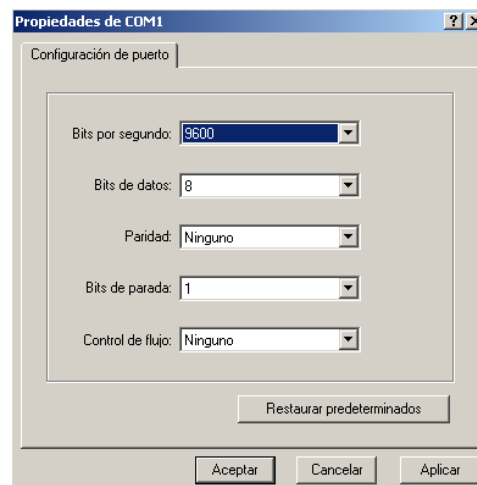 Propiedades de COM1
Configuración de puerto
Bits por segundo: 9600
Bits de datos: 8
Paridad: Ninguno
Bits de parada: 1
Control de flujo: Ninguno
Restaurar predeterminados
Aceptar Cancelar Aplicar